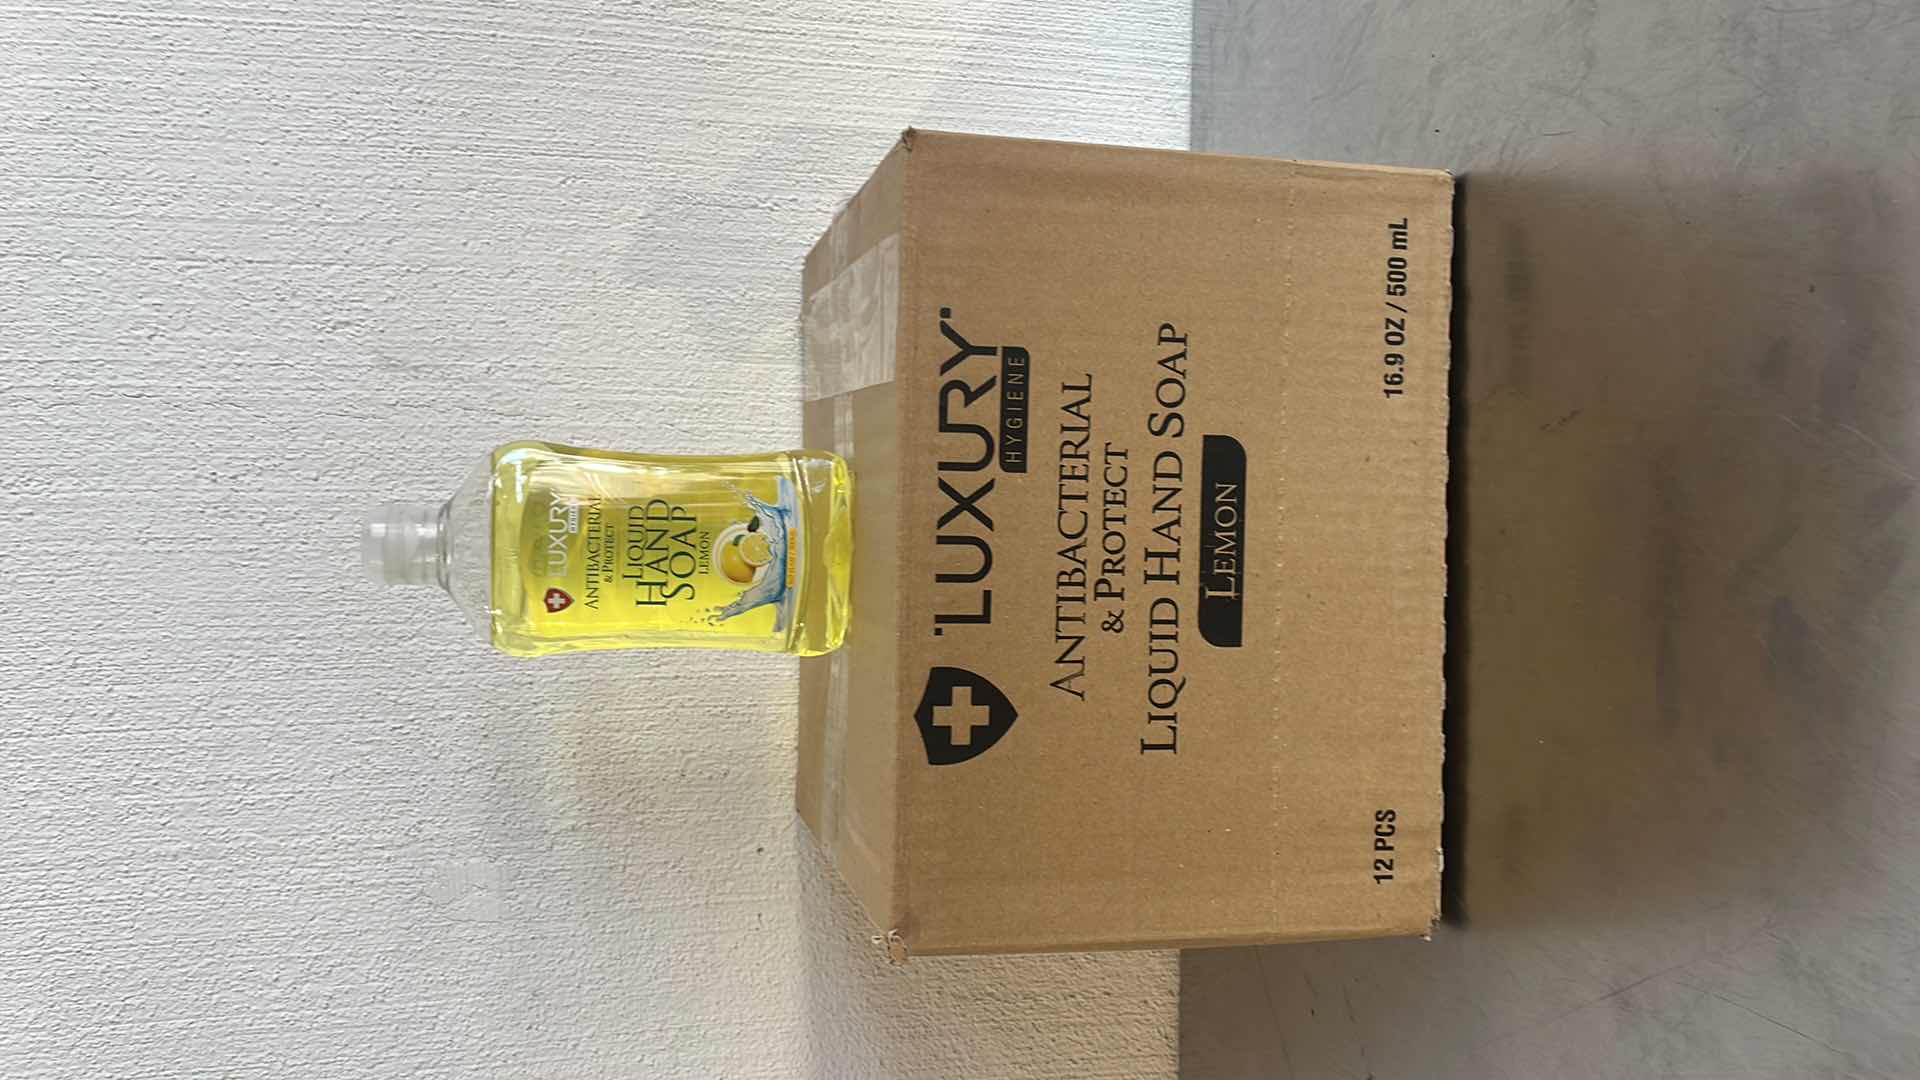 LUXURY
ANTIBACTERIAL
& PROTECT
LIQUID
HAND
SOAP
LEMON
LUXURY
HYGIENE
ANTIBACTERIAL
& PROTECT
LIQUID HAND SOAP
LEMON
12 PCS
16.9 OZ / 500 mL